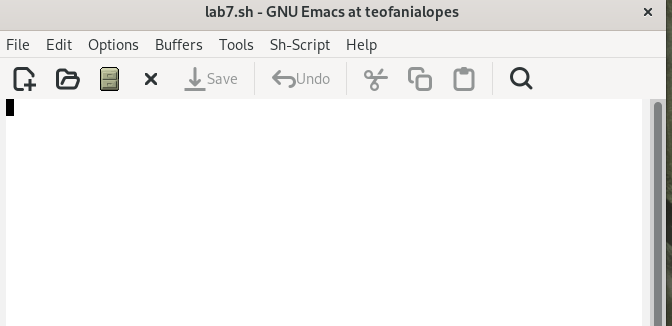 lab7.sh - GNU Emacs at teofanialopes
File Edit Options Buffers Tools Sh-Script Help
Save Undo